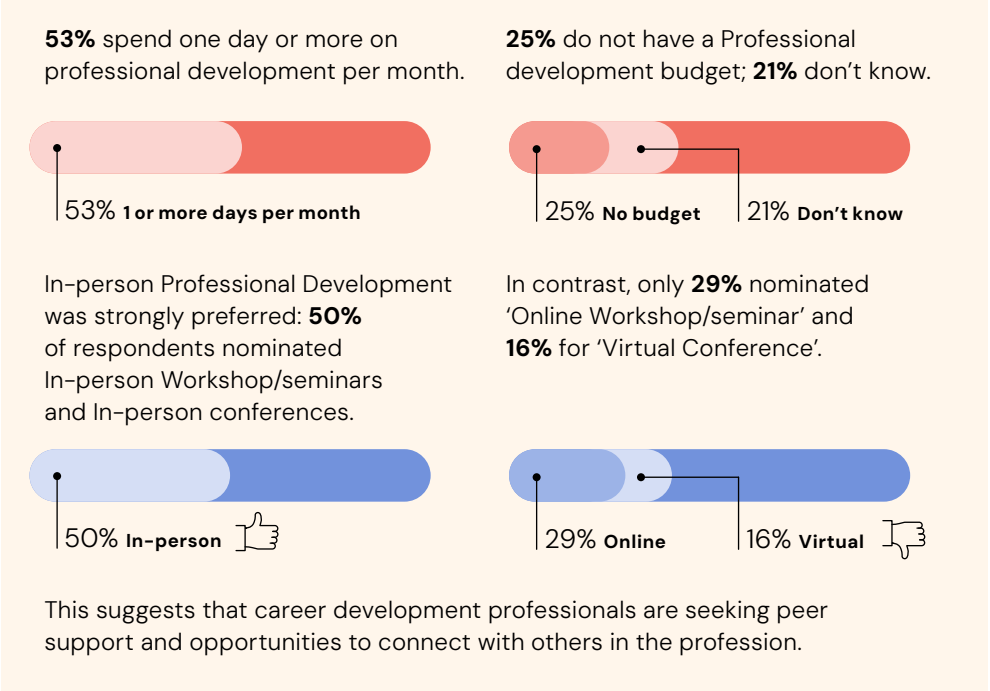 53% spend one day or more on
professional development per month.
53% 1 or more days per month
25% do not have a Professional
development budget; 21% don’t know.
25% No budget
21% Don’t know
In-person Professional Development
was strongly preferred: 50%
of respondents nominated
In-person Workshop/seminars
and In-person conferences.
50% In-person
In contrast, only 29% nominated
‘Online Workshop/seminar’ and
16% for ‘Virtual Conference’.
29% Online
16% Virtual
This suggests that career development professionals are seeking peer
support and opportunities to connect with others in the profession.